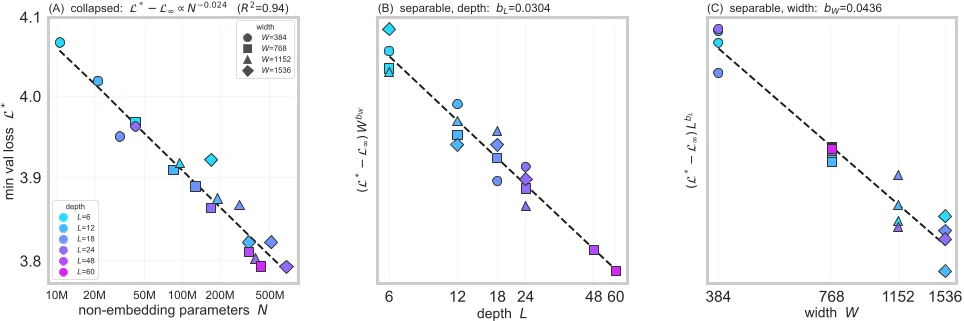 (A) collapsed: ℒ* − ℒ∞ ∝ N^−0.024 (R²=0.94)
4.1
4.0
3.9
3.8
min val loss ℒ*
width
W=384
W=768
W=1152
W=1536
depth
L=6
L=12
L=18
L=24
L=48
L=60
10M 20M 50M 100M 200M 500M
non-embedding parameters N
(B) separable, depth: b_L=0.0304
(ℒ* − ℒ∞) W^b_W
6 12 18 24 48 60
depth L
(C) separable, width: b_W=0.0436
(ℒ* − ℒ∞) L^b_L
384 768 1152 1536
width W